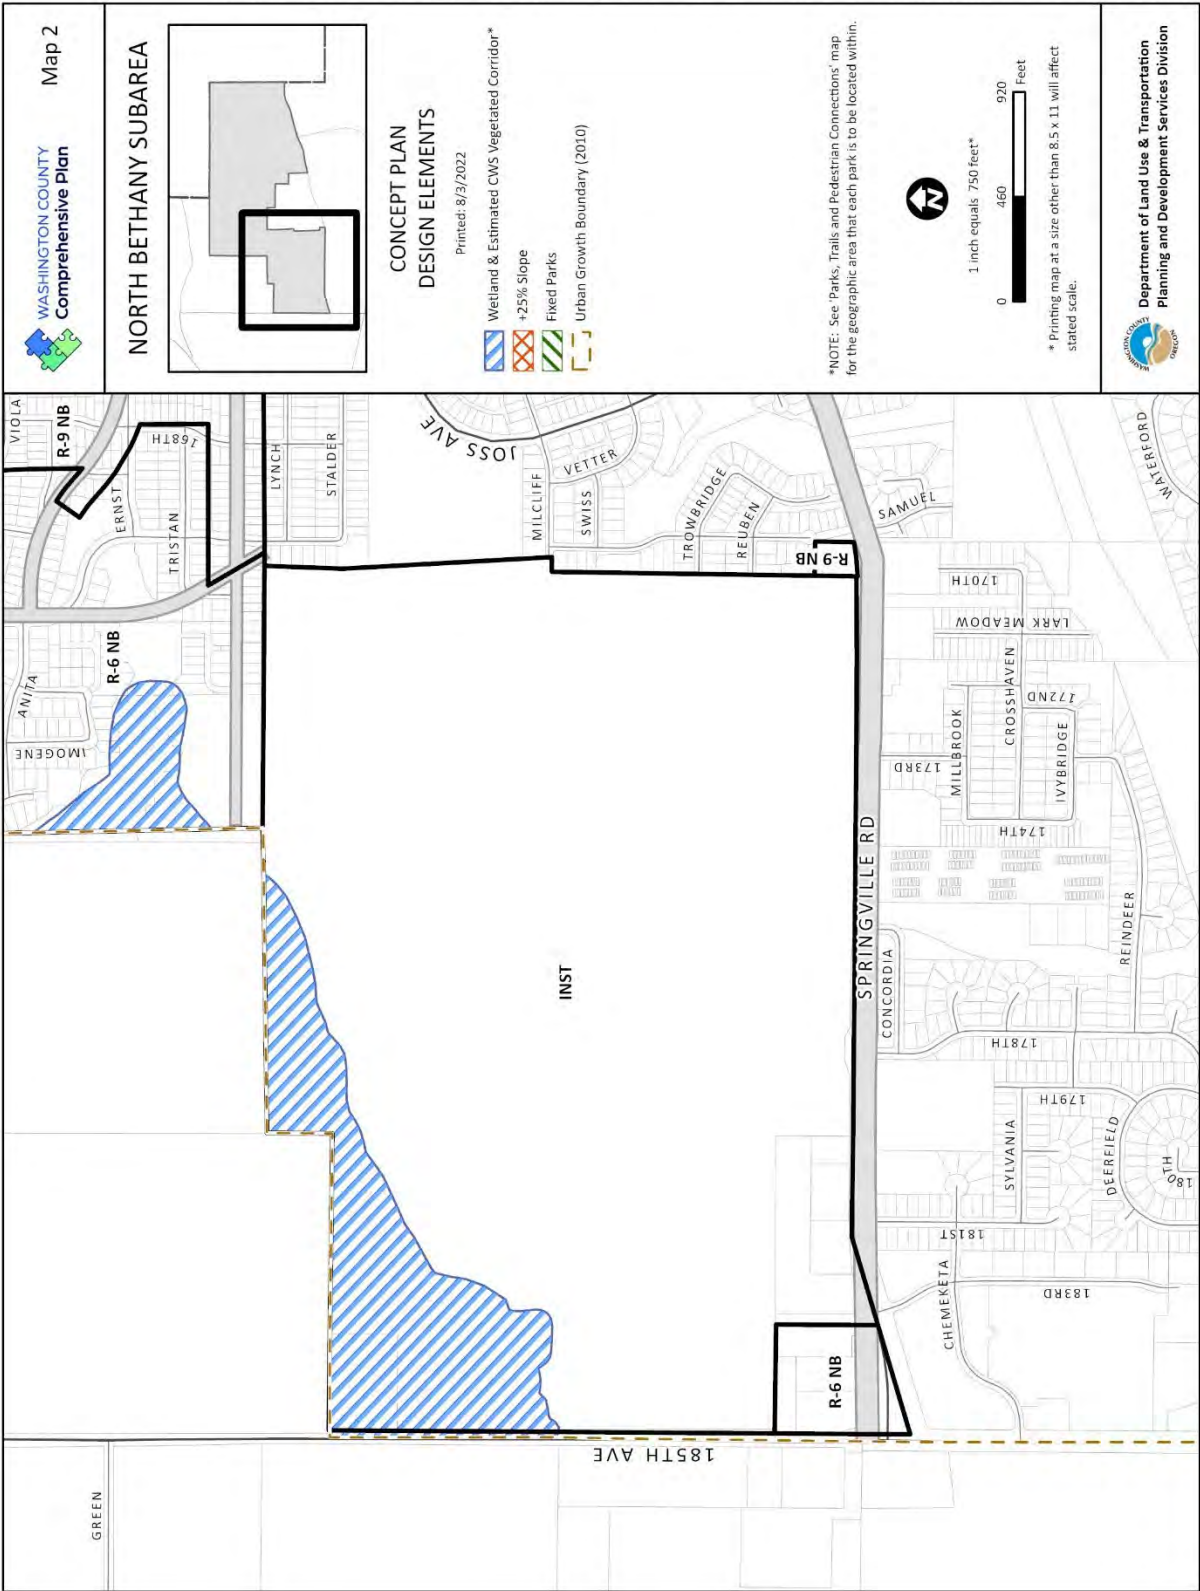 WASHINGTON COUNTY
Comprehensive Plan
Map 2
NORTH BETHANY SUBAREA
CONCEPT PLAN
DESIGN ELEMENTS
Printed: 8/3/2022
Wetland & Estimated CWS Vegetated Corridor*
+25% Slope
Fixed Parks
Urban Growth Boundary (2010)
*NOTE: See 'Parks, Trails and Pedestrian Connections' map
for the geographic area that each park is to be located within.
N
1 inch equals 750 feet*
0 460 920
Feet
* Printing map at a size other than 8.5 x 11 will affect
stated scale.
WASHINGTON COUNTY
OREGON
Department of Land Use & Transportation
Planning and Development Services Division
VIOLA
R-9 NB
168TH
ERNST
TRISTAN
LYNCH
STALDER
JOSS AVE
MILCLIFF
VETTER
SWISS
TROWBRIDGE
REUBEN
R-9 NB
SAMUEL
WATERFORD
ANITA
R-6 NB
IMOGENE
170TH
LARK MEADOW
CROSSHAVEN
172ND
MILLBROOK
173RD
IVYBRIDGE
174TH
INST
SPRINGVILLE RD
CONCORDIA
REINDEER
178TH
179TH
SYLVANIA
DEERFIELD
180TH
181ST
183RD
CHEMEKETA
R-6 NB
185TH AVE
GREEN